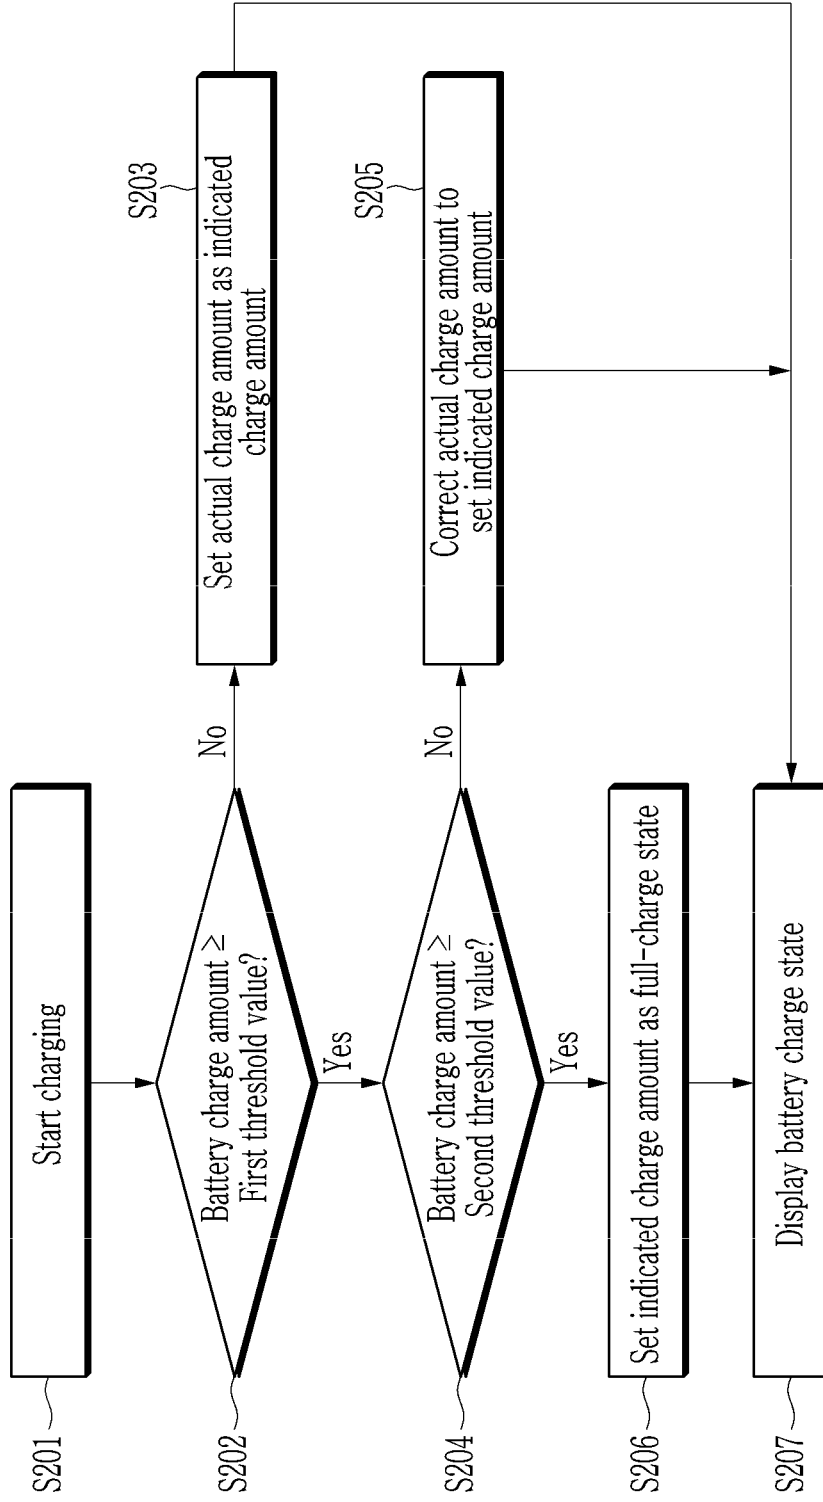 S201
Start charging
S202
Battery charge amount ≥
First threshold value?
No
Yes
S203
Set actual charge amount as indicated
charge amount
S204
Battery charge amount ≥
Second threshold value?
No
Yes
S205
Correct actual charge amount to
set indicated charge amount
S206
Set indicated charge amount as full-charge state
S207
Display battery charge state